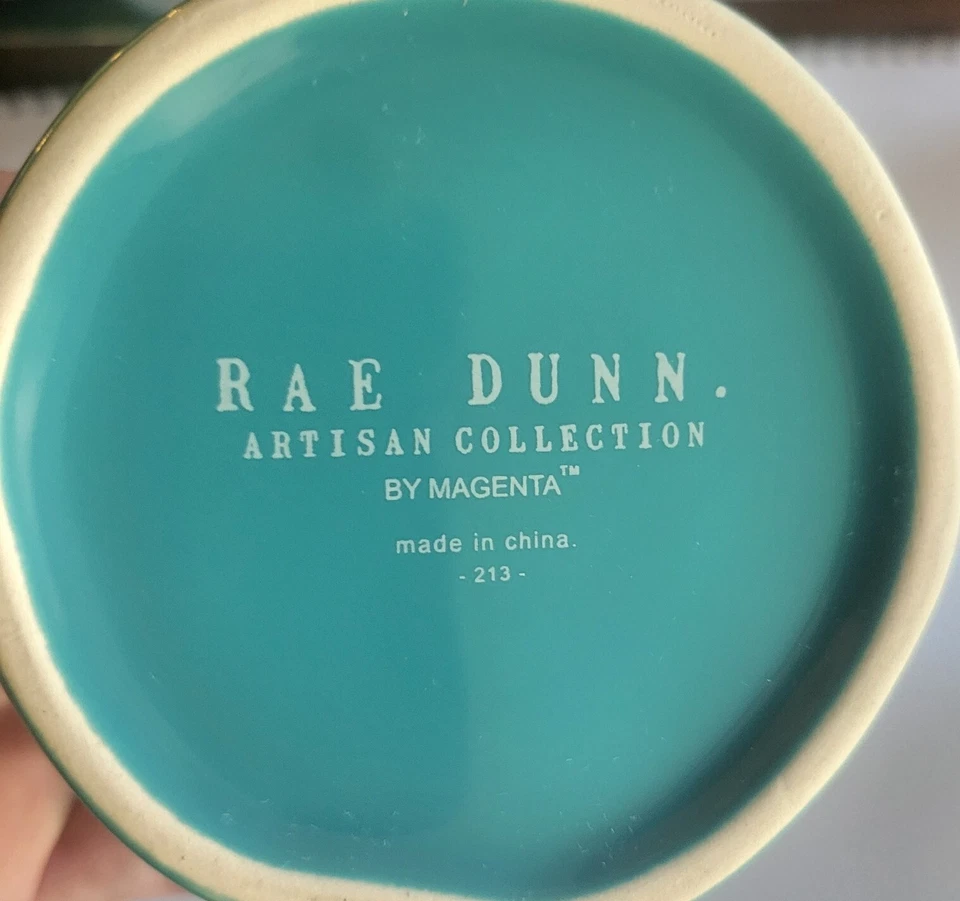 RAE DUNN.
ARTISAN COLLECTION
BY MAGENTA™
made in china.
- 213 -